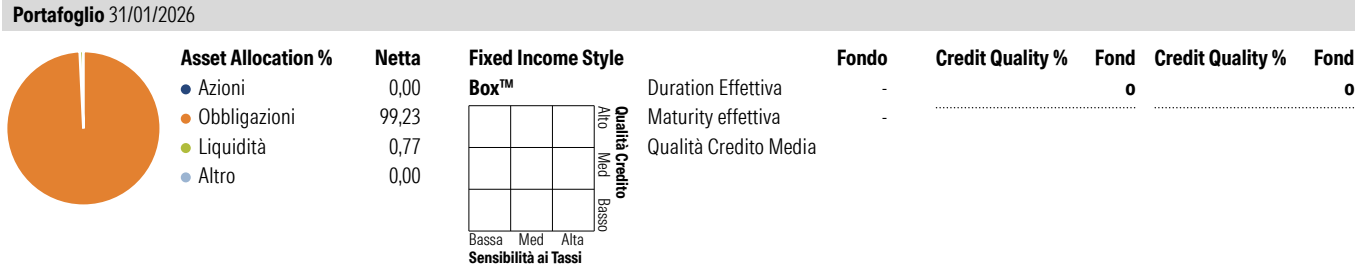 Portafoglio 31/01/2026
Asset Allocation % Netta
Azioni 0,00
Obbligazioni 99,23
Liquidità 0,77
Altro 0,00
Fixed Income Style
Box™
Alto Med Basso
Qualità Credito
Bassa Med Alta
Sensibilità ai Tassi
Fondo
Duration Effettiva -
Maturity effettiva -
Qualità Credito Media
Credit Quality % Fond
o
Credit Quality % Fond
o